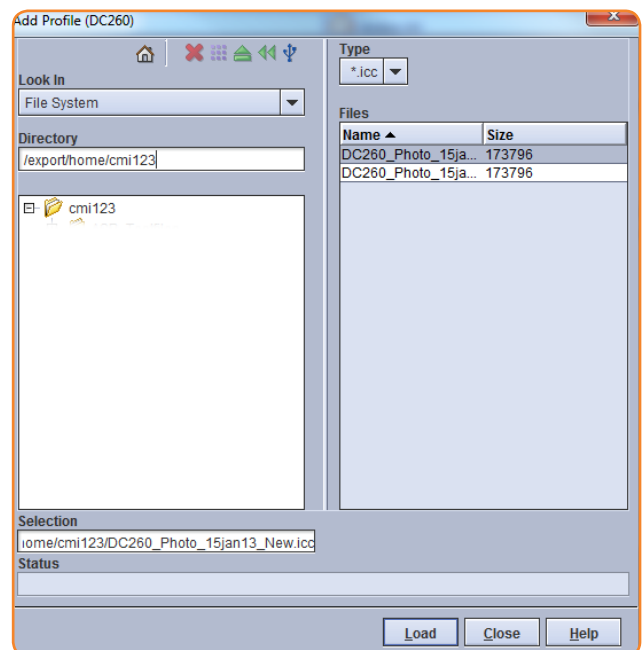 Add Profile (DC260)
Look In
File System
Directory
/export/home/cmi123
cmi123
Type
*.icc
Files
Name Size
DC260_Photo_15ja... 173796
DC260_Photo_15ja... 173796
Selection
ome/cmi123/DC260_Photo_15jan13_New.icc
Status
Load Close Help